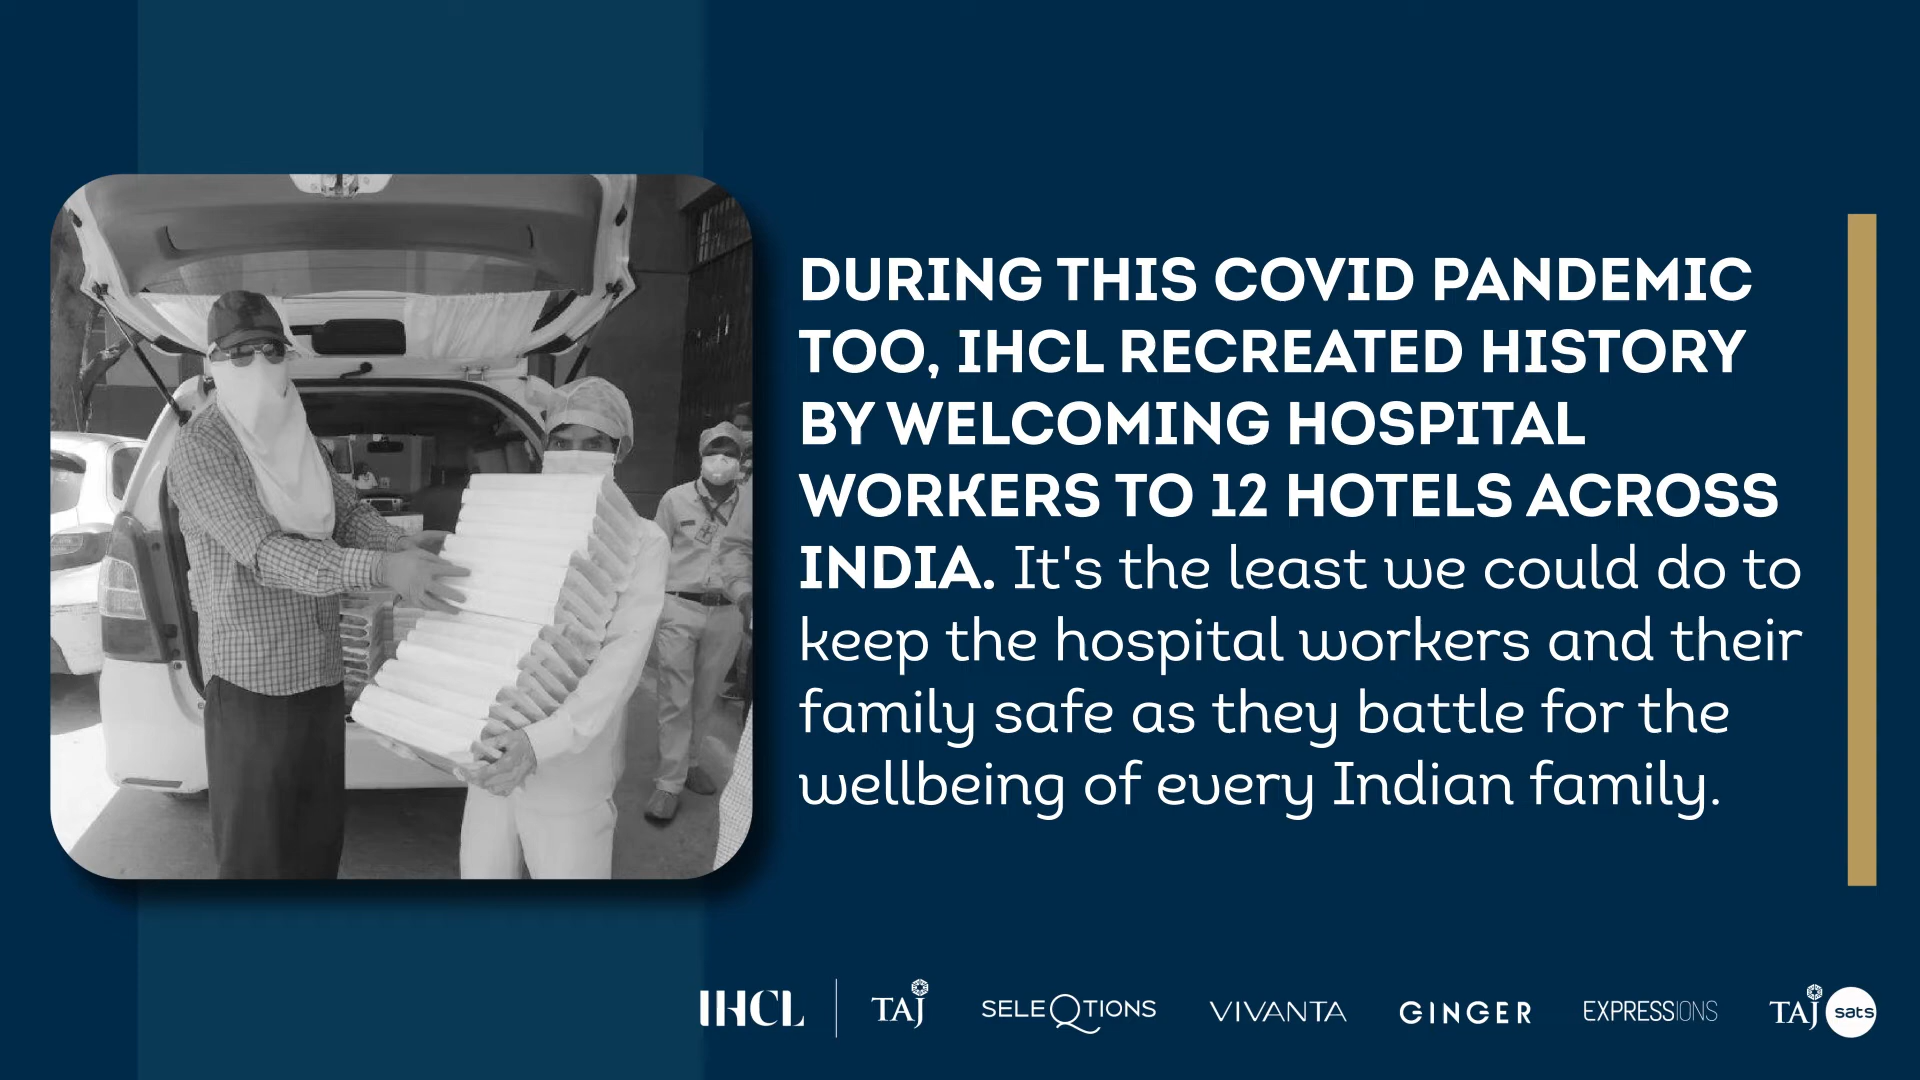 DURING THIS COVID PANDEMIC
TOO, IHCL RECREATED HISTORY
BY WELCOMING HOSPITAL
WORKERS TO 12 HOTELS ACROSS
INDIA. It's the least we could do to
keep the hospital workers and their
family safe as they battle for the
wellbeing of every Indian family.
IHCL TAJ SELEQTIONS VIVANTA GINGER EXPRESSIONS TAJ sats